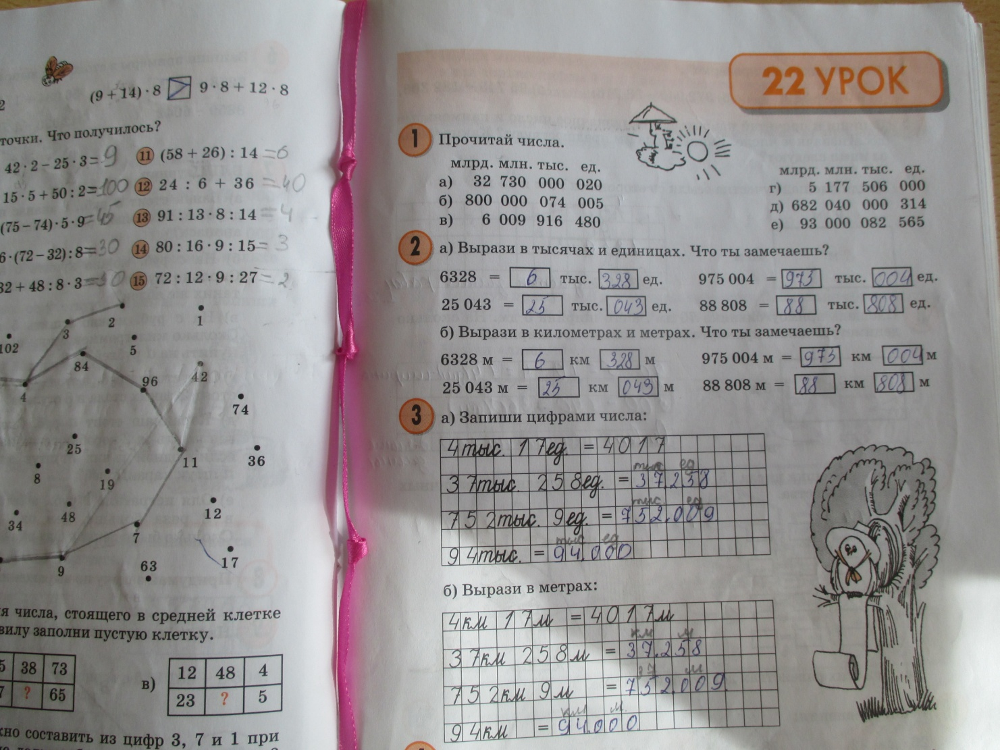 (9 + 14) · 8 > 9 · 8 + 12 · 8
точки. Что получилось?
42 · 2 − 25 · 3 = 9
15 · 5 + 50 : 2 = 100
(75 − 74) · 5 · 9 = 45
6 · (72 − 32) : 8 = 30
32 + 48 : 8 · 3 = 50
11 (58 + 26) : 14 = 6
12 24 : 6 + 36 = 40
13 91 : 13 · 8 : 14 = 4
14 80 : 16 · 9 : 15 = 3
15 72 : 12 · 9 : 27 = 2
2 1
3
102 5
84
96 42
4
74
25
11 36
8 19
48 12
34
7
17
9 63
я числа, стоящего в средней клетке
вилу заполни пустую клетку.
5 38 73
7 ? 65
в)
12 48 4
23 ? 5
жно составить из цифр 3, 7 и 1 при
22 УРОК
1 Прочитай числа.
млрд. млн. тыс. ед.
а) 32 730 000 020
б) 800 000 074 005
в) 6 009 916 480
млрд. млн. тыс. ед.
г) 5 177 506 000
д) 682 040 000 314
е) 93 000 082 565
2 а) Вырази в тысячах и единицах. Что ты замечаешь?
6328 = 6 тыс. 328 ед. 975 004 = 975 тыс. 004 ед.
25 043 = 25 тыс. 043 ед. 88 808 = 88 тыс. 808 ед.
б) Вырази в километрах и метрах. Что ты замечаешь?
6328 м = 6 км 328 м 975 004 м = 975 км 004 м
25 043 м = 25 км 043 м 88 808 м = 88 км 808 м
3 а) Запиши цифрами числа:
4тыс. 17ед. = 4017
тыс ед
37тыс. 258ед. = 37.258
тыс ед
752тыс. 9ед. = 752.009
тыс ед
94тыс. = 94.000
б) Вырази в метрах:
4км 17м = 4017м
км м
37км 258м = 37.258
м
752км 9м = 752.009
км м
94км = 94.000